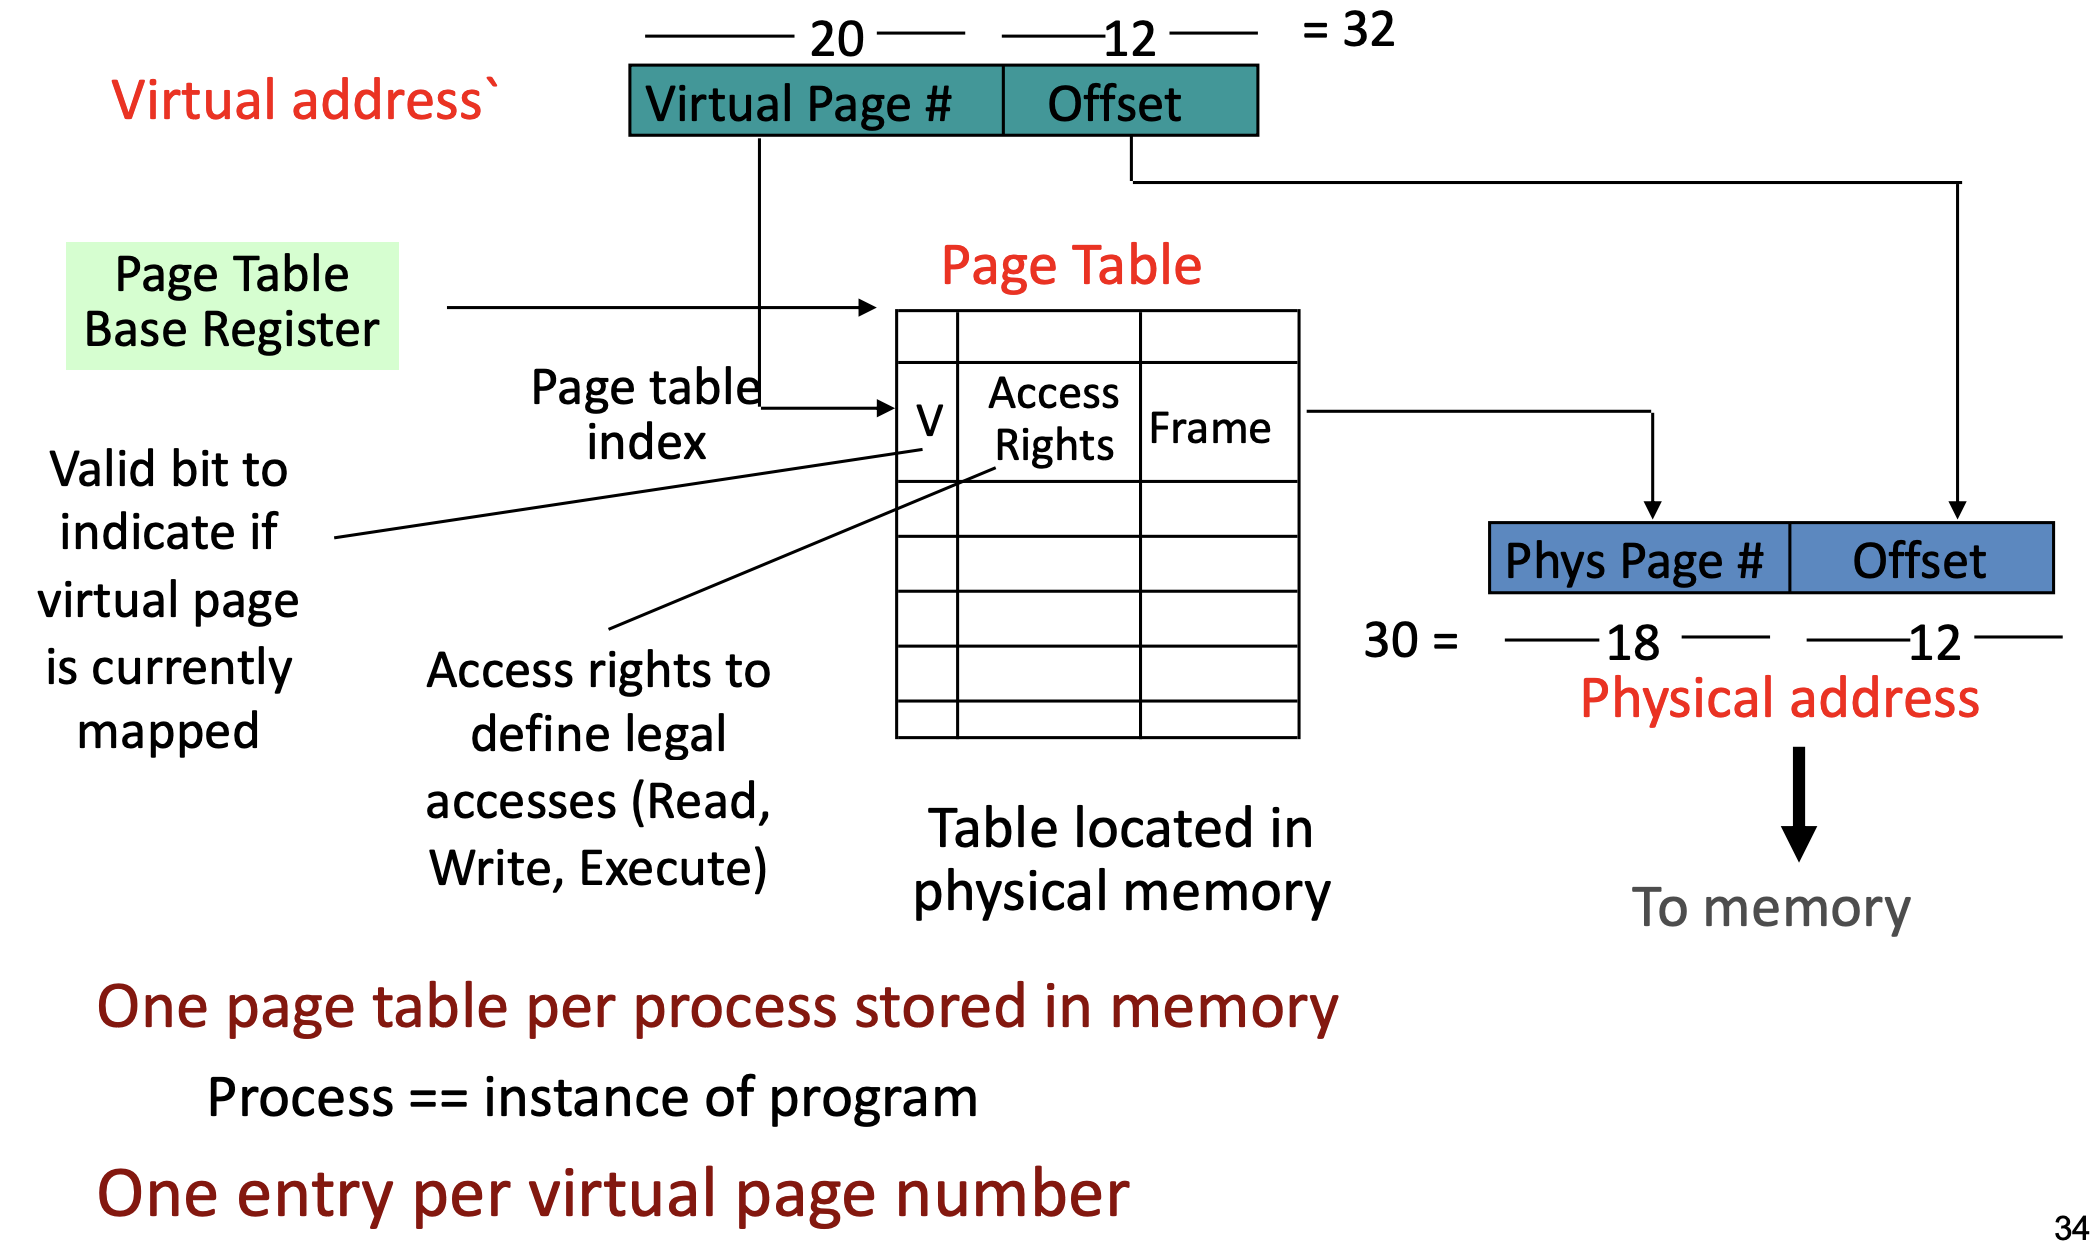 20 12 = 32
Virtual address`
Virtual Page # Offset
Page Table
Base Register
Page Table
Page table
index
V Access
Rights Frame
Valid bit to
indicate if
virtual page
is currently
mapped
Access rights to
define legal
accesses (Read,
Write, Execute)
Phys Page # Offset
30 = 18 12
Physical address
Table located in
physical memory
To memory
One page table per process stored in memory
Process == instance of program
One entry per virtual page number
34